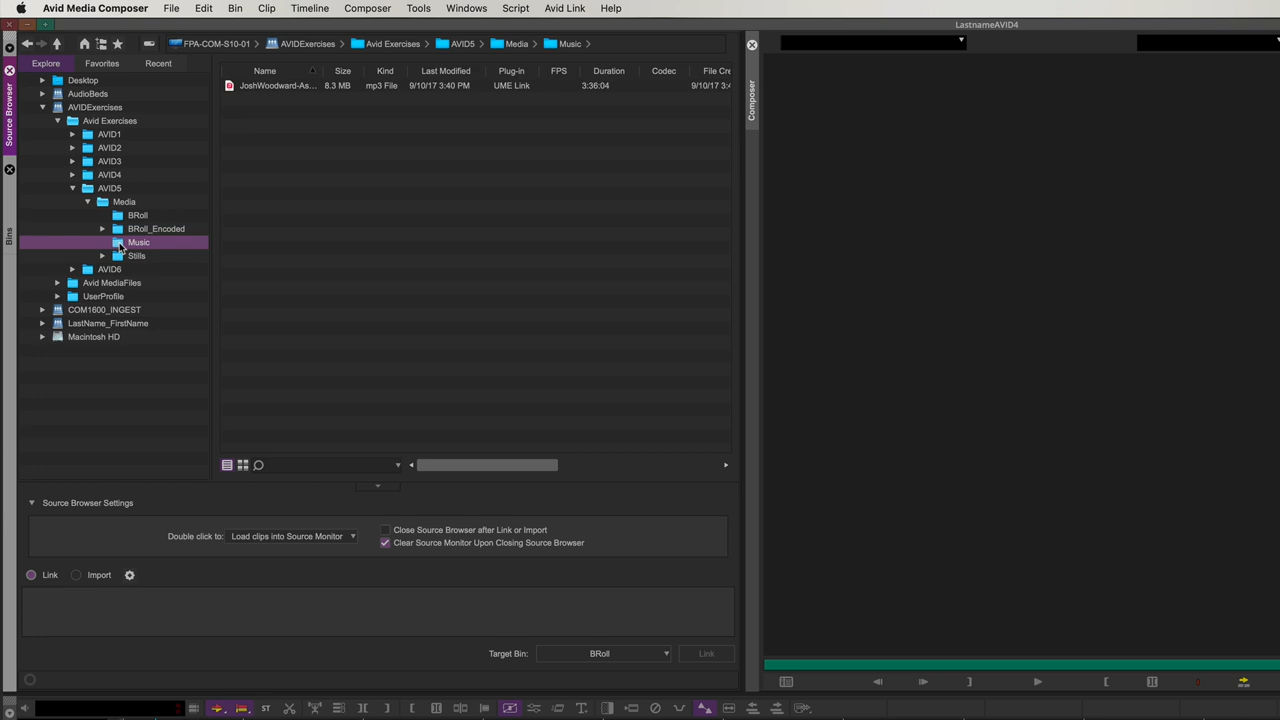 Avid Media Composer File Edit Bin Clip Timeline Composer Tools Windows Script Avid Link Help
LastnameAVID4
FPA-COM-S10-01 AVIDExercises Avid Exercises AVID5 Media Music
Explore Favorites Recent
Name Size Kind Last Modified Plug-in FPS Duration Codec File Cre
JoshWoodward-As... 8.3 MB mp3 File 9/10/17 3:40 PM UME Link 3:36:04 9/10/17 3:4
Source Browser
Bins
Desktop
AudioBeds
AVIDExercises
Avid Exercises
AVID1
AVID2
AVID3
AVID4
AVID5
Media
BRoll
BRoll_Encoded
Music
Stills
AVID6
Avid MediaFiles
UserProfile
COM1600_INGEST
LastName_FirstName
Macintosh HD
Composer
Source Browser Settings
Double click to: Load clips into Source Monitor
Close Source Browser after Link or Import
Clear Source Monitor Upon Closing Source Browser
Link Import
Target Bin: BRoll Link
ST